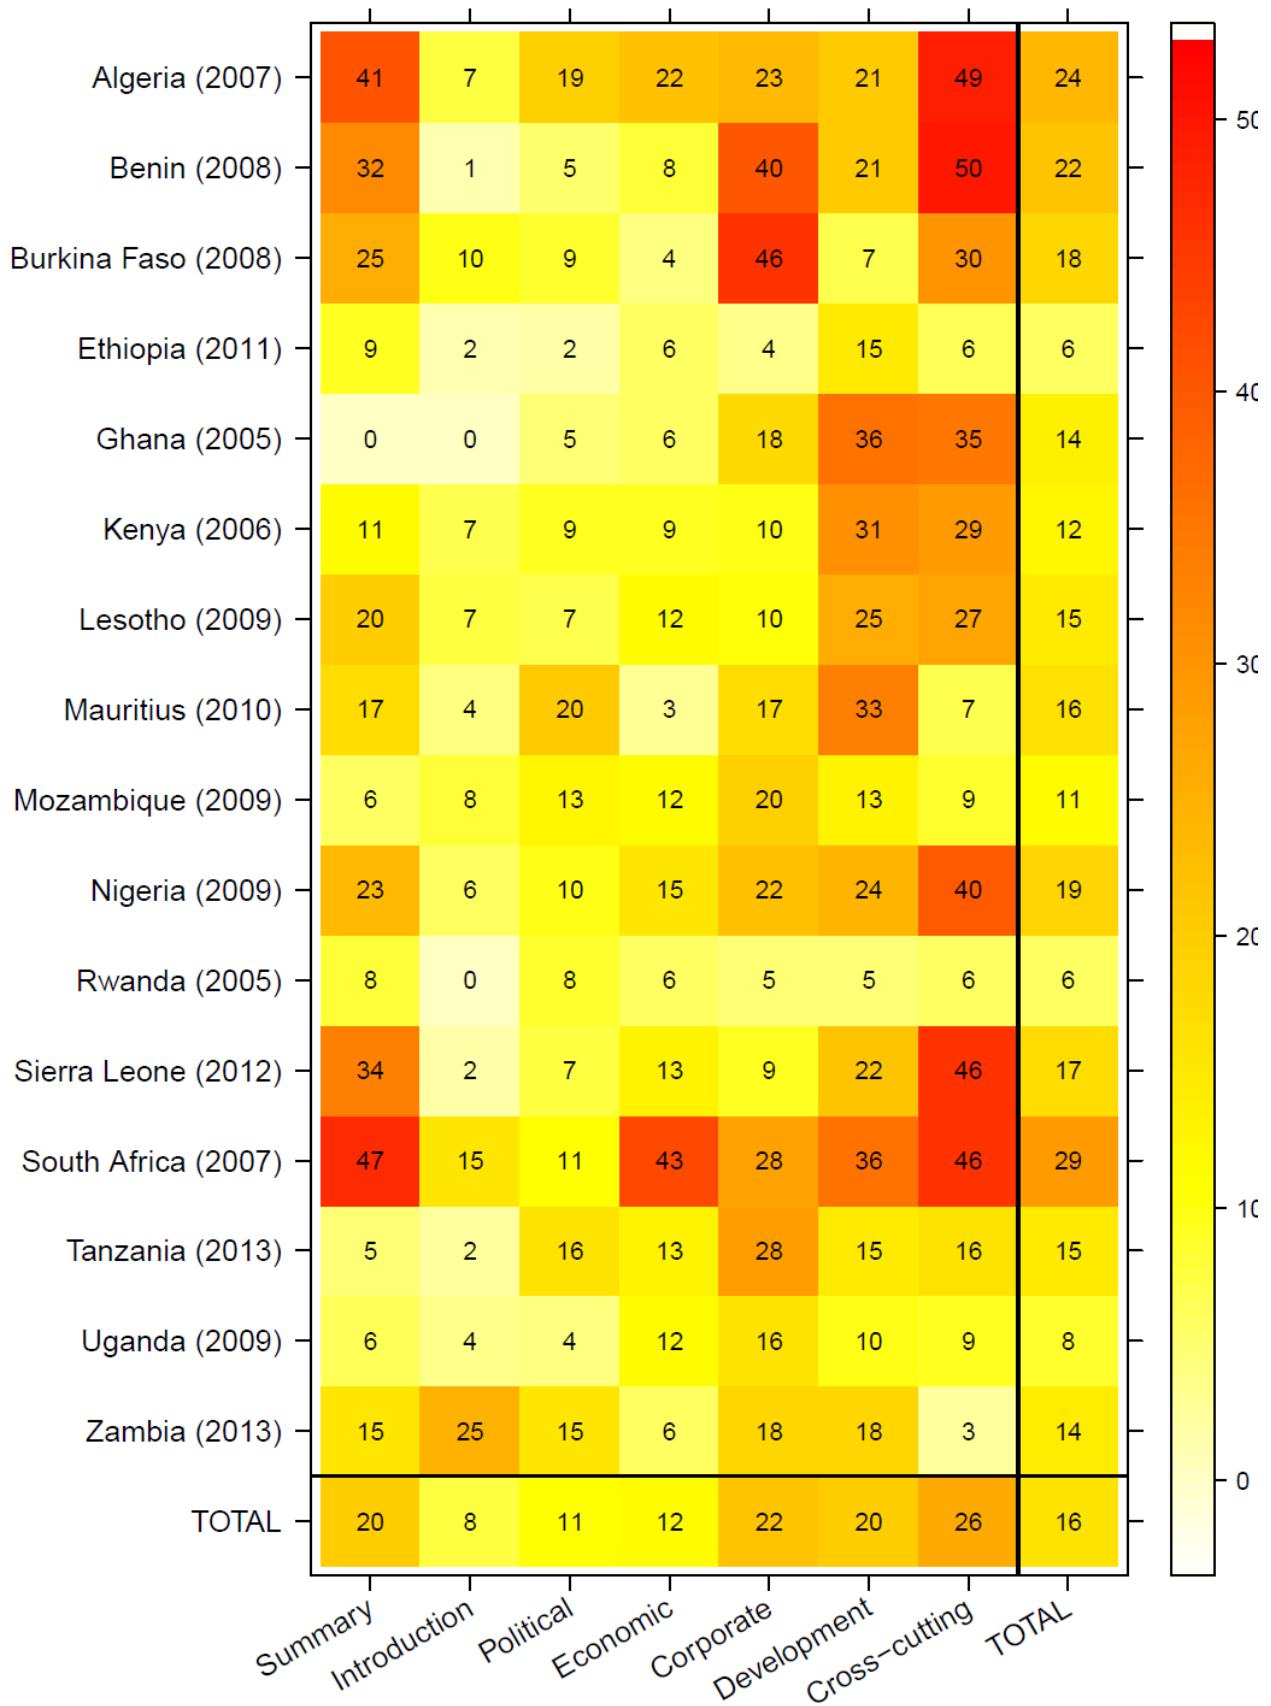 Algeria (2007) 41 7 19 22 23 21 49 24
Benin (2008) 32 1 5 8 40 21 50 22
Burkina Faso (2008) 25 10 9 4 46 7 30 18
Ethiopia (2011) 9 2 2 6 4 15 6 6
Ghana (2005) 0 0 5 6 18 36 35 14
Kenya (2006) 11 7 9 9 10 31 29 12
Lesotho (2009) 20 7 7 12 10 25 27 15
Mauritius (2010) 17 4 20 3 17 33 7 16
Mozambique (2009) 6 8 13 12 20 13 9 11
Nigeria (2009) 23 6 10 15 22 24 40 19
Rwanda (2005) 8 0 8 6 5 5 6 6
Sierra Leone (2012) 34 2 7 13 9 22 46 17
South Africa (2007) 47 15 11 43 28 36 46 29
Tanzania (2013) 5 2 16 13 28 15 16 15
Uganda (2009) 6 4 4 12 16 10 9 8
Zambia (2013) 15 25 15 6 18 18 3 14
TOTAL 20 8 11 12 22 20 26 16
Summary Introduction Political Economic Corporate Development Cross-cutting TOTAL
50
40
30
20
10
0